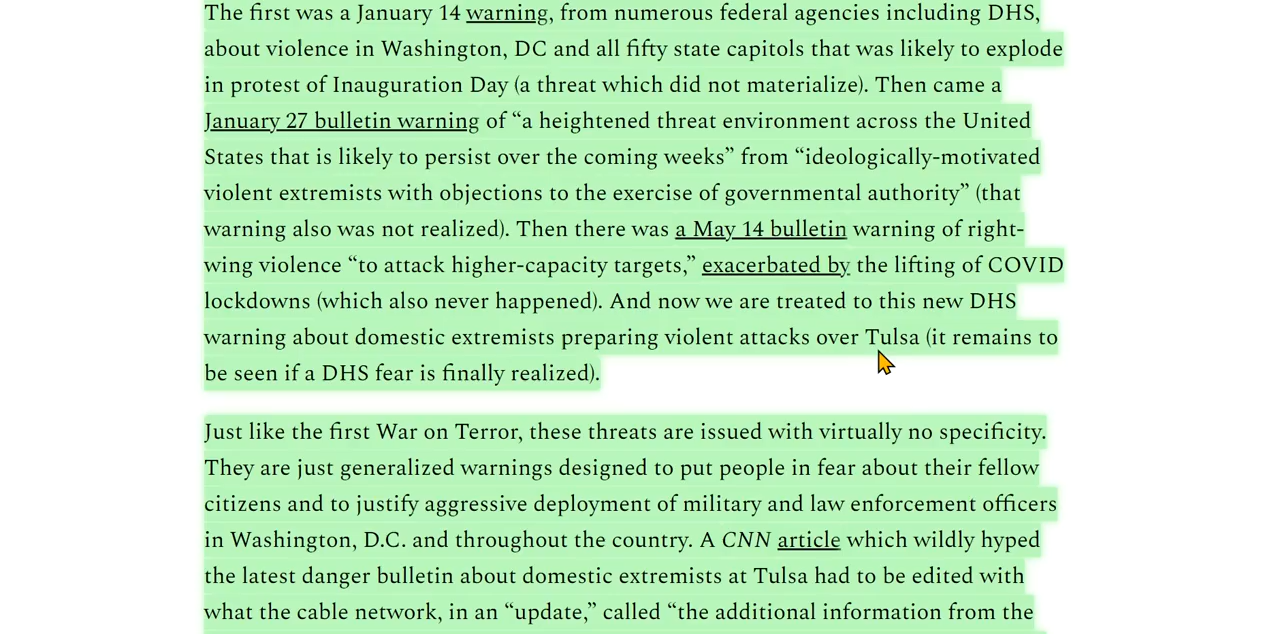 The first was a January 14 warning, from numerous federal agencies including DHS,
about violence in Washington, DC and all fifty state capitols that was likely to explode
in protest of Inauguration Day (a threat which did not materialize). Then came a
January 27 bulletin warning of “a heightened threat environment across the United
States that is likely to persist over the coming weeks” from “ideologically-motivated
violent extremists with objections to the exercise of governmental authority” (that
warning also was not realized). Then there was a May 14 bulletin warning of right-
wing violence “to attack higher-capacity targets,” exacerbated by the lifting of COVID
lockdowns (which also never happened). And now we are treated to this new DHS
warning about domestic extremists preparing violent attacks over Tulsa (it remains to
be seen if a DHS fear is finally realized).
Just like the first War on Terror, these threats are issued with virtually no specificity.
They are just generalized warnings designed to put people in fear about their fellow
citizens and to justify aggressive deployment of military and law enforcement officers
in Washington, D.C. and throughout the country. A CNN article which wildly hyped
the latest danger bulletin about domestic extremists at Tulsa had to be edited with
what the cable network, in an “update,” called “the additional information from the